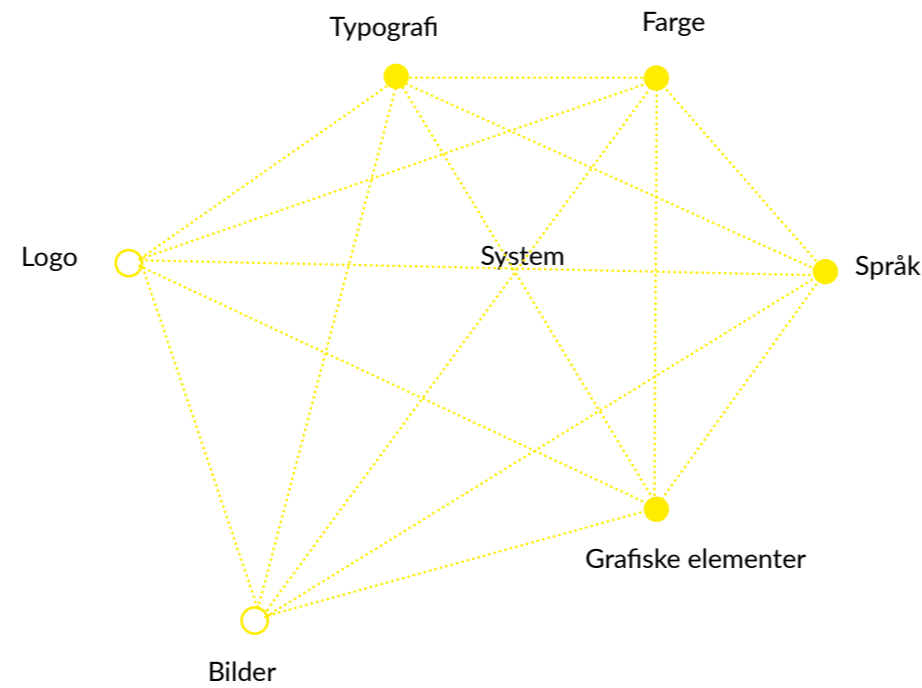 Typografi
Farge
Logo
System
Språk
Grafiske elementer
Bilder